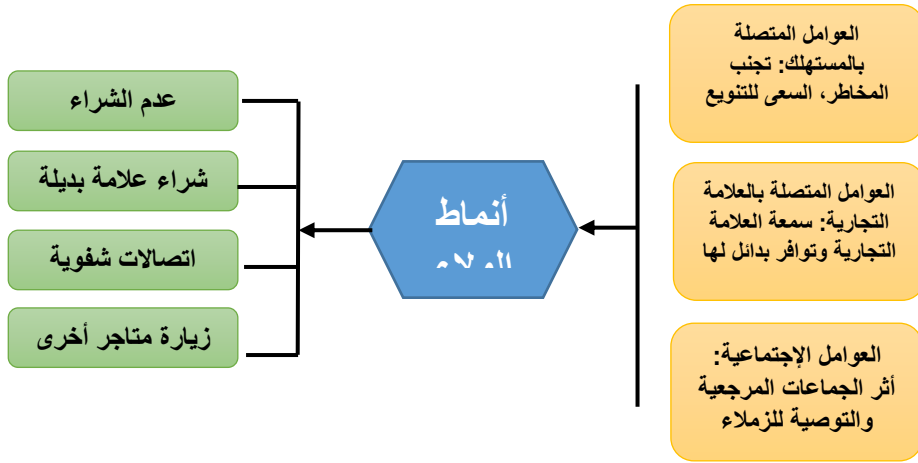 العوامل المتصلة
بالمستهلك: تجنب
المخاطر، السعى للتنويع
العوامل المتصلة بالعلامة
التجارية: سمعة العلامة
التجارية وتوافر بدائل لها
العوامل الإجتماعية:
أثر الجماعات المرجعية
والتوصية للزملاء
أنماط
عدم الشراء
شراء علامة بديلة
اتصالات شفوية
زيارة متاجر أخرى